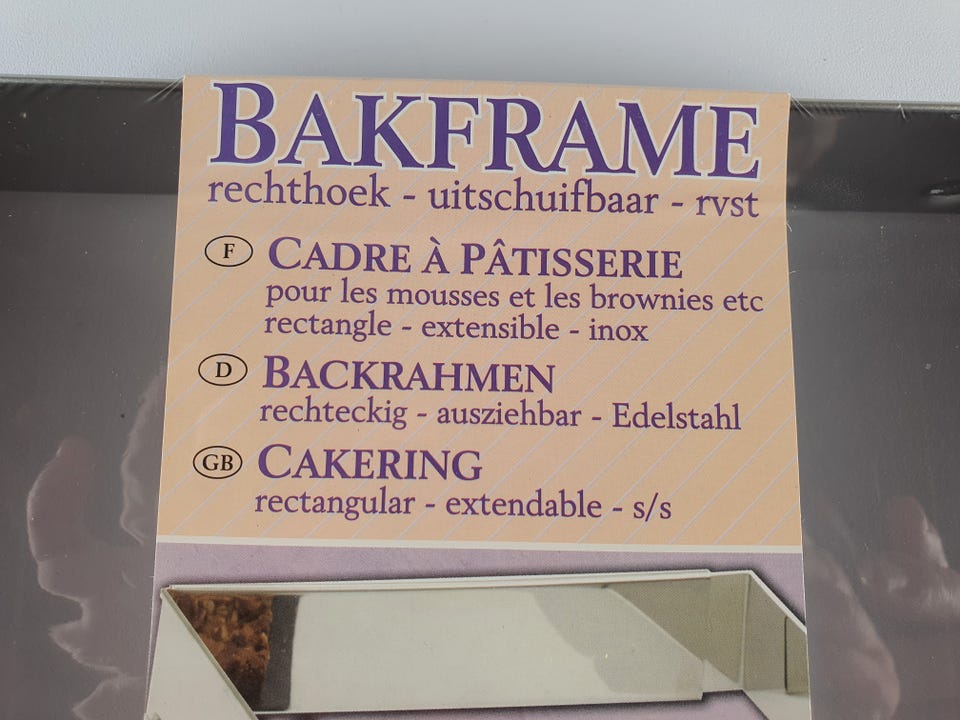 BAKFRAME
rechthoek - uitschuifbaar - rvst
F CADRE À PÂTISSERIE
pour les mousses et les brownies etc
rectangle - extensible - inox
D BACKRAHMEN
rechteckig - ausziehbar - Edelstahl
GB CAKERING
rectangular - extendable - s/s